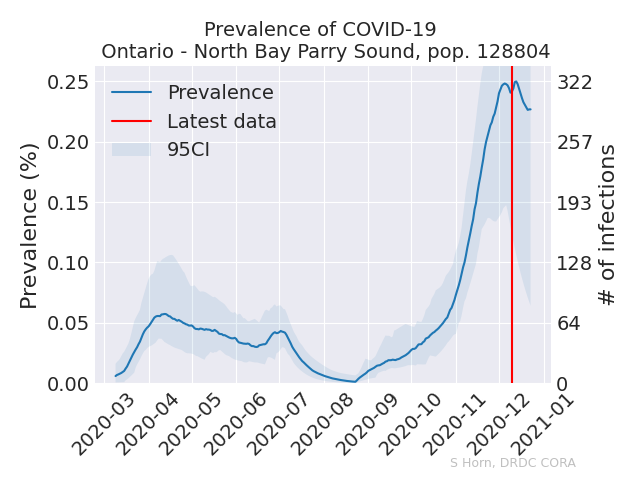 Prevalence of COVID-19
Ontario - North Bay Parry Sound, pop. 128804
Prevalence
Latest data
95CI
Prevalence (%)
0.25
0.20
0.15
0.10
0.05
0.00
322
257
193
128
64
0
# of infections
2020-03
2020-04
2020-05
2020-06
2020-07
2020-08
2020-09
2020-10
2020-11
2020-12
2021-01
S Horn, DRDC CORA